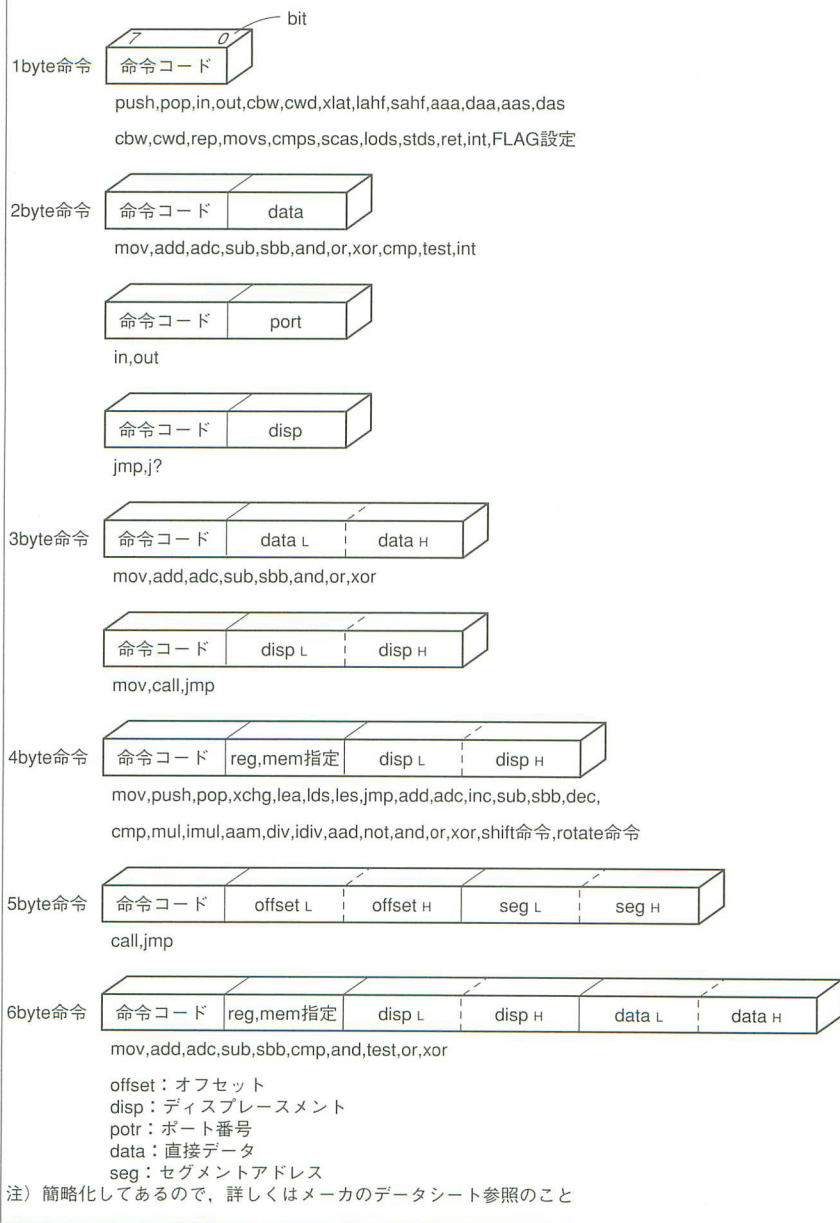 bit
7 0
1byte命令 命令コード
push,pop,in,out,cbw,cwd,xlat,lahf,sahf,aaa,daa,aas,das
cbw,cwd,rep,movs,cmps,scas,lods,stds,ret,int,FLAG設定
2byte命令 命令コード data
mov,add,adc,sub,sbb,and,or,xor,cmp,test,int
命令コード port
in,out
命令コード disp
jmp,j?
3byte命令 命令コード data L data H
mov,add,adc,sub,sbb,and,or,xor
命令コード disp L disp H
mov,call,jmp
4byte命令 命令コード reg,mem指定 disp L disp H
mov,push,pop,xchg,lea,lds,les,jmp,add,adc,inc,sub,sbb,dec,
cmp,mul,imul,aam,div,idiv,aad,not,and,or,xor,shift命令,rotate命令
5byte命令 命令コード offset L offset H seg L seg H
call,jmp
6byte命令 命令コード reg,mem指定 disp L disp H data L data H
mov,add,adc,sub,sbb,cmp,and,test,or,xor
offset：オフセット
disp：ディスプレースメント
potr：ポート番号
data：直接データ
seg：セグメントアドレス
注）簡略化してあるので，詳しくはメーカのデータシート参照のこと